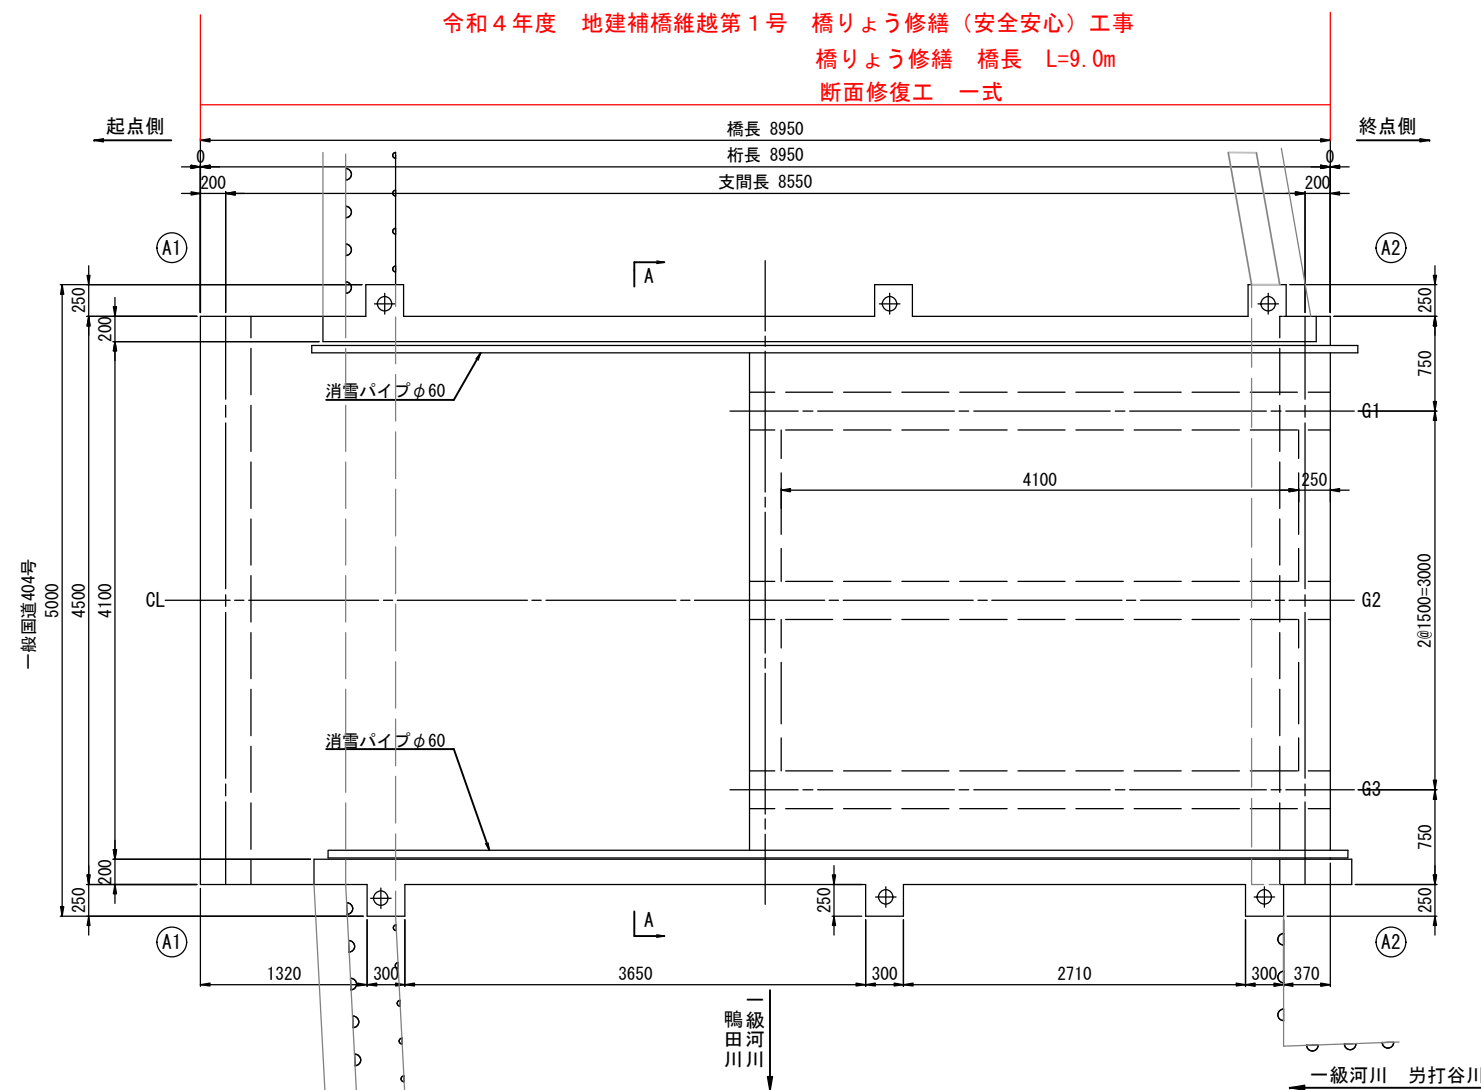 令和４年度　地建補橋維越第１号　橋りょう修繕（安全安心）工事
橋りょう修繕　橋長　L=9.0m
断面修復工　一式
起点側
橋長 8950
終点側
0
桁長 8950
0
200
支間長 8550
200
A1
A
A2
250
250
200
750
消雪パイプφ60
G1
4100
250
一般国道404号
5000
4500
4100
CL
G2
2@1500=3000
消雪パイプφ60
G3
200
750
250
250
250
A1
A
A2
1320
300
3650
300
2710
300
370
一級河川
鴨田川
一級河川
打谷川